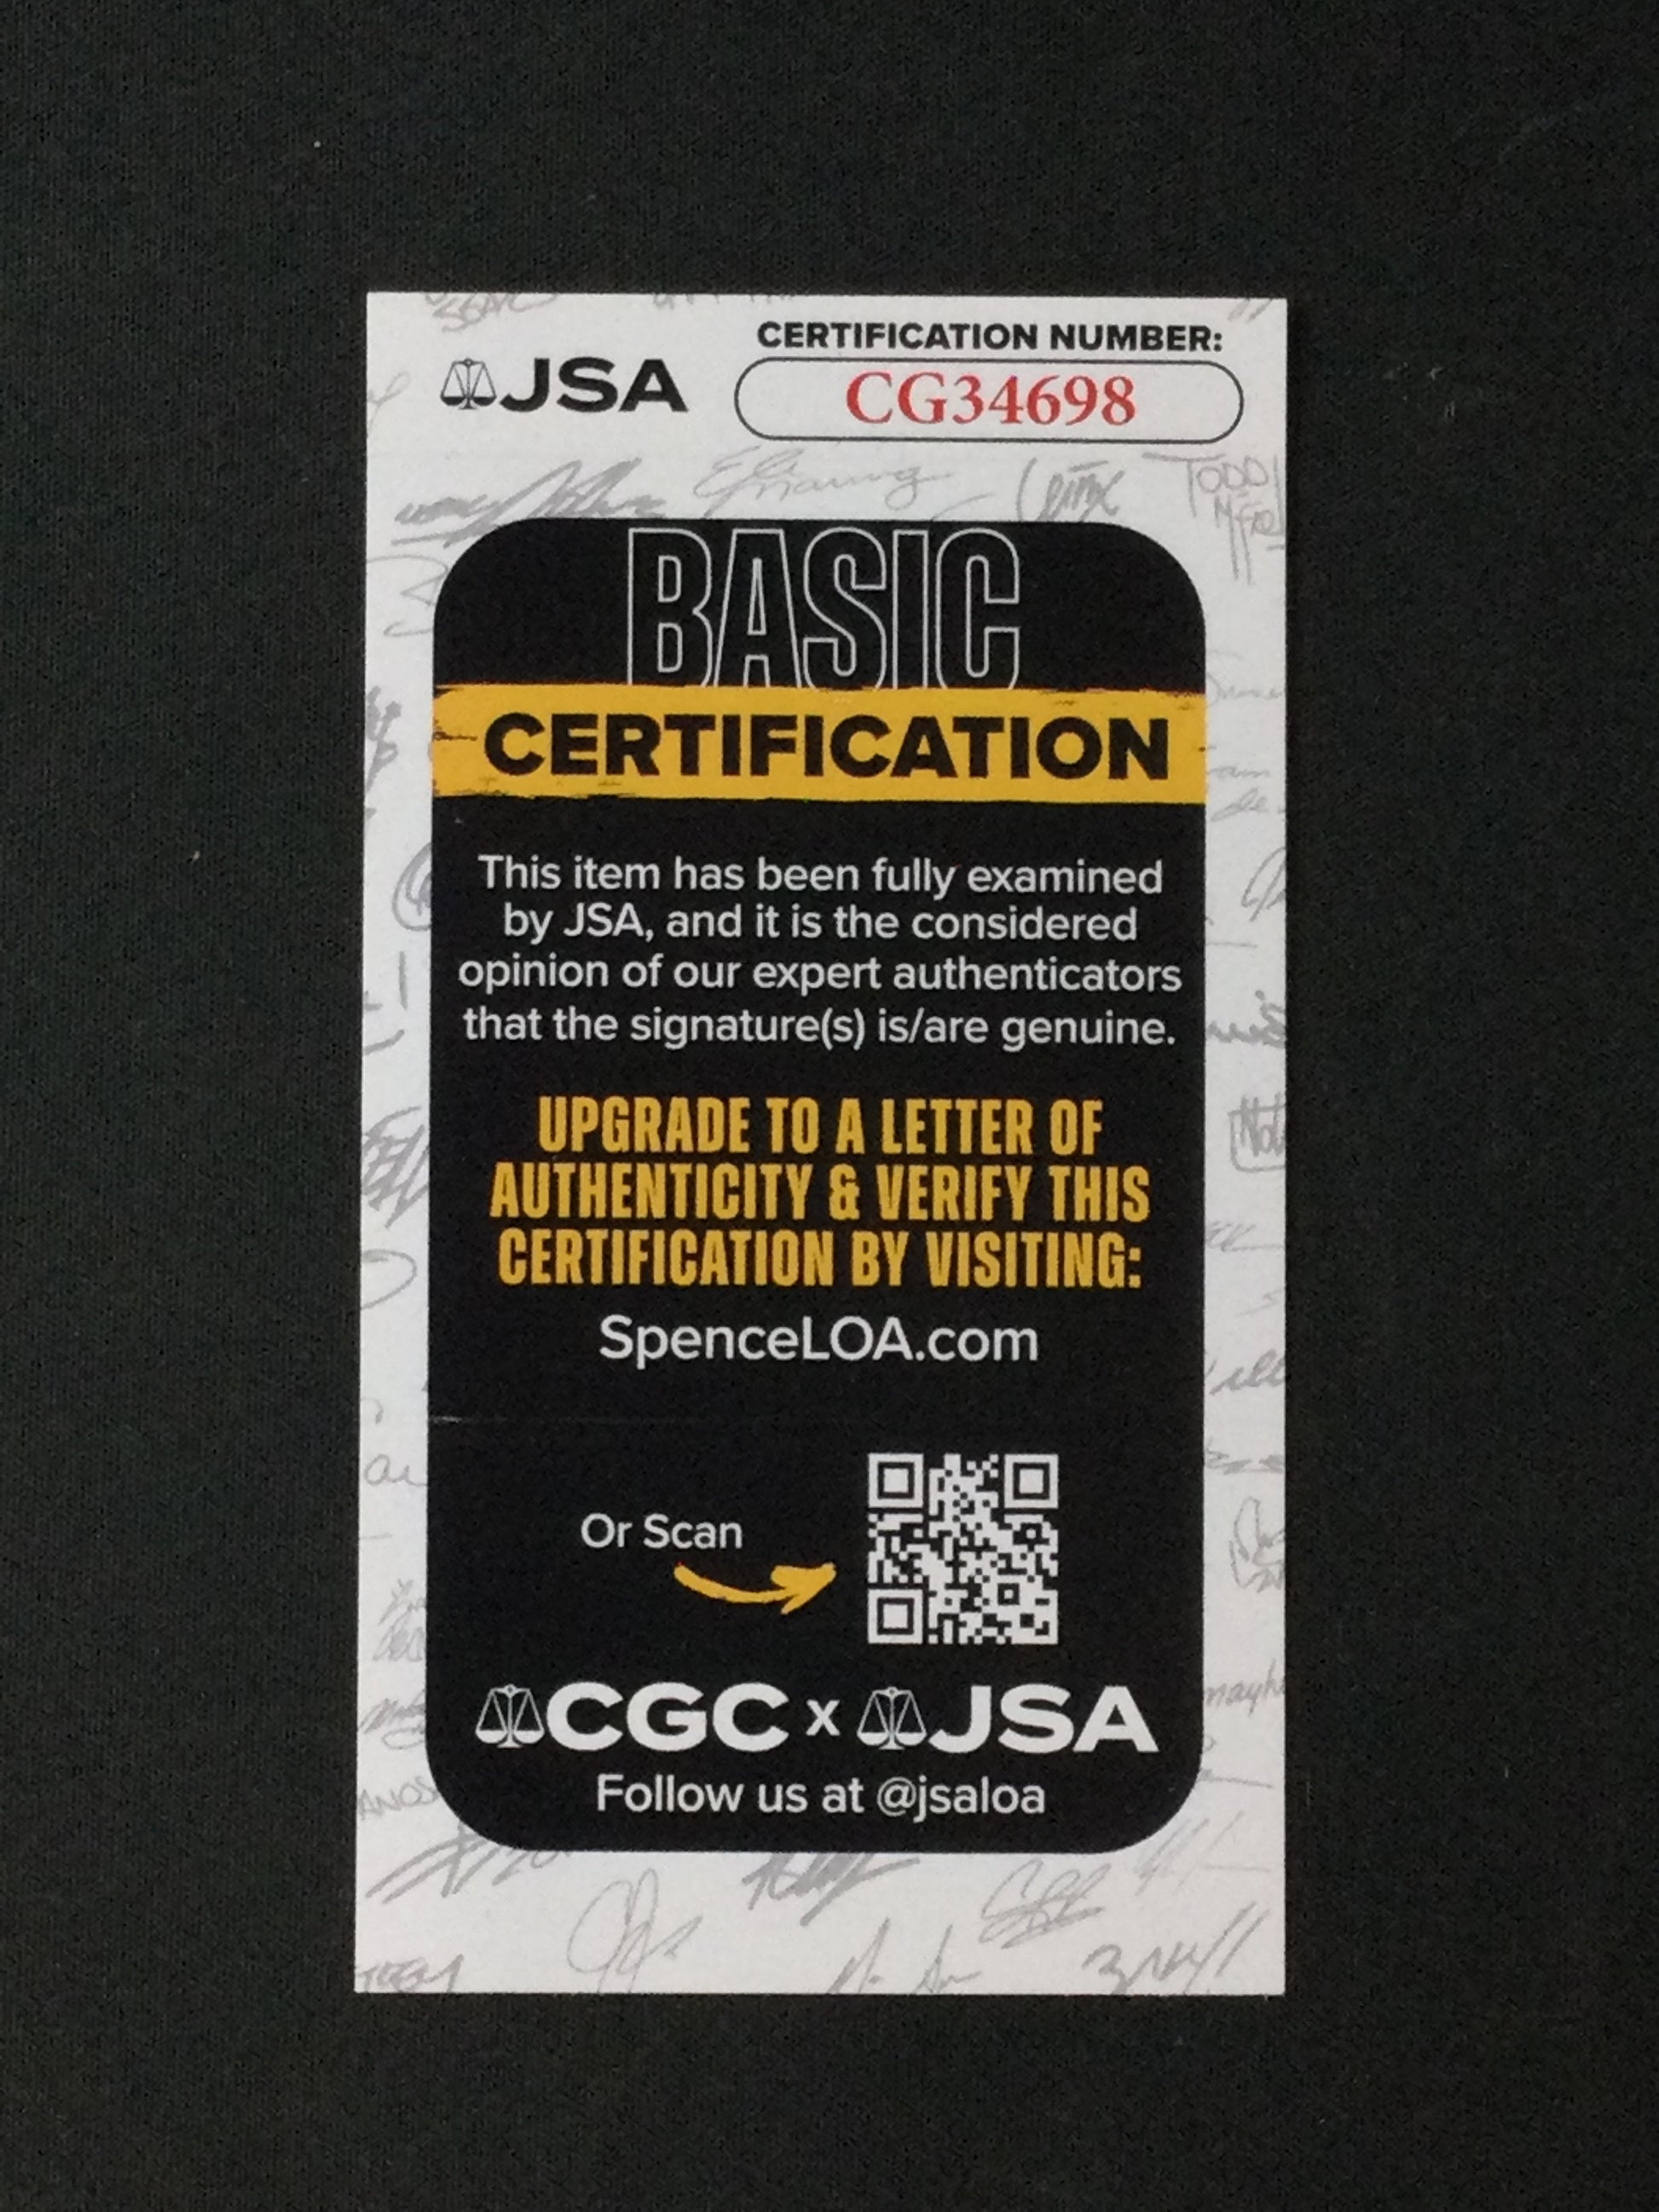 CERTIFICATION NUMBER:
JSA
CG34698
TODD
BASIC
CERTIFICATION
This item has been fully examined
by JSA, and it is the considered
opinion of our expert authenticators
that the signature(s) is/are genuine.
UPGRADE TO A LETTER OF
AUTHENTICITY & VERIFY THIS
CERTIFICATION BY VISITING:
SpenceLOA.com
Or Scan
CGC x JSA
Follow us at @jsaloa